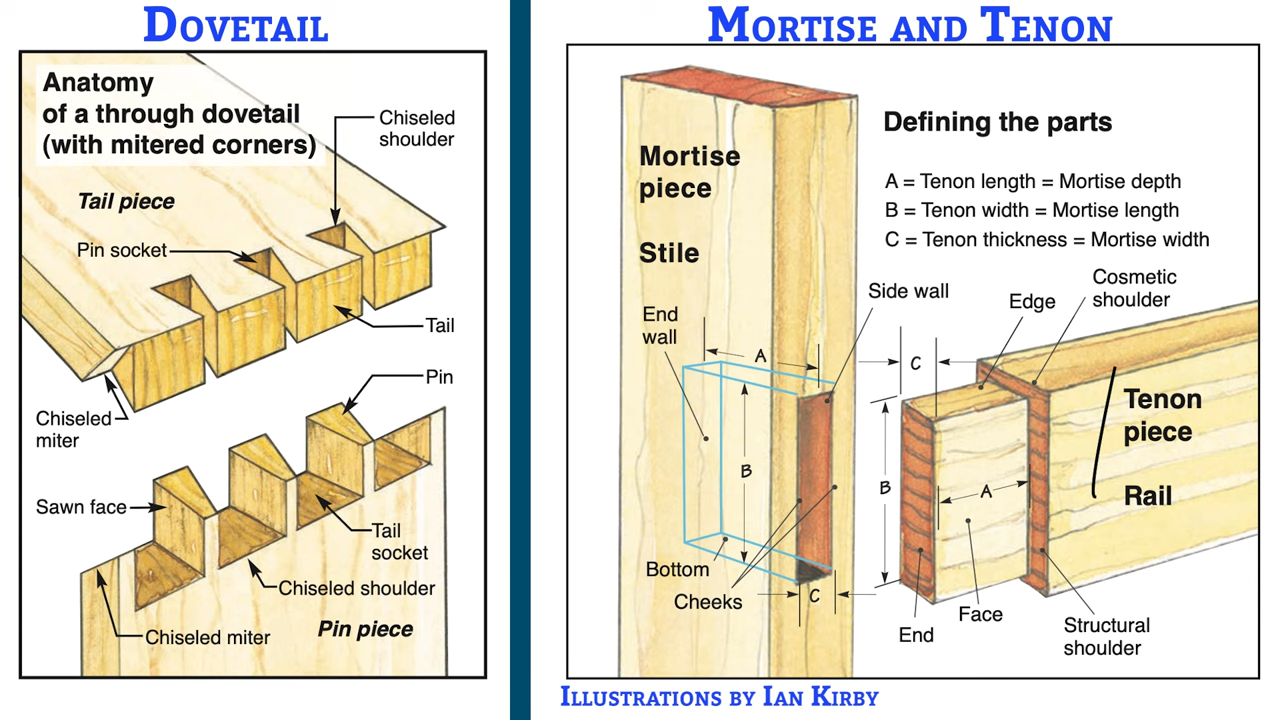 DOVETAIL
Anatomy
of a through dovetail
(with mitered corners)
Chiseled
shoulder
Tail piece
Pin socket
Tail
Pin
Chiseled
miter
Sawn face
Tail
socket
Chiseled shoulder
Chiseled miter
Pin piece
MORTISE AND TENON
Defining the parts
A = Tenon length = Mortise depth
B = Tenon width = Mortise length
C = Tenon thickness = Mortise width
Mortise
piece
Stile
End
wall
Side wall
Edge
Cosmetic
shoulder
A
C
B
Tenon
piece
Rail
B
A
Bottom
Cheeks
C
Face
End
Structural
shoulder
ILLUSTRATIONS BY IAN KIRBY